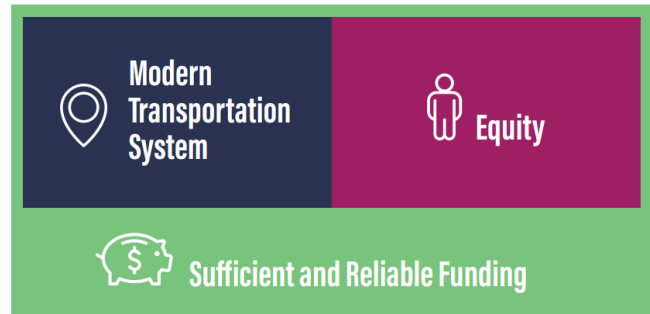 Modern
Transportation
System
Equity
$
Sufficient and Reliable Funding